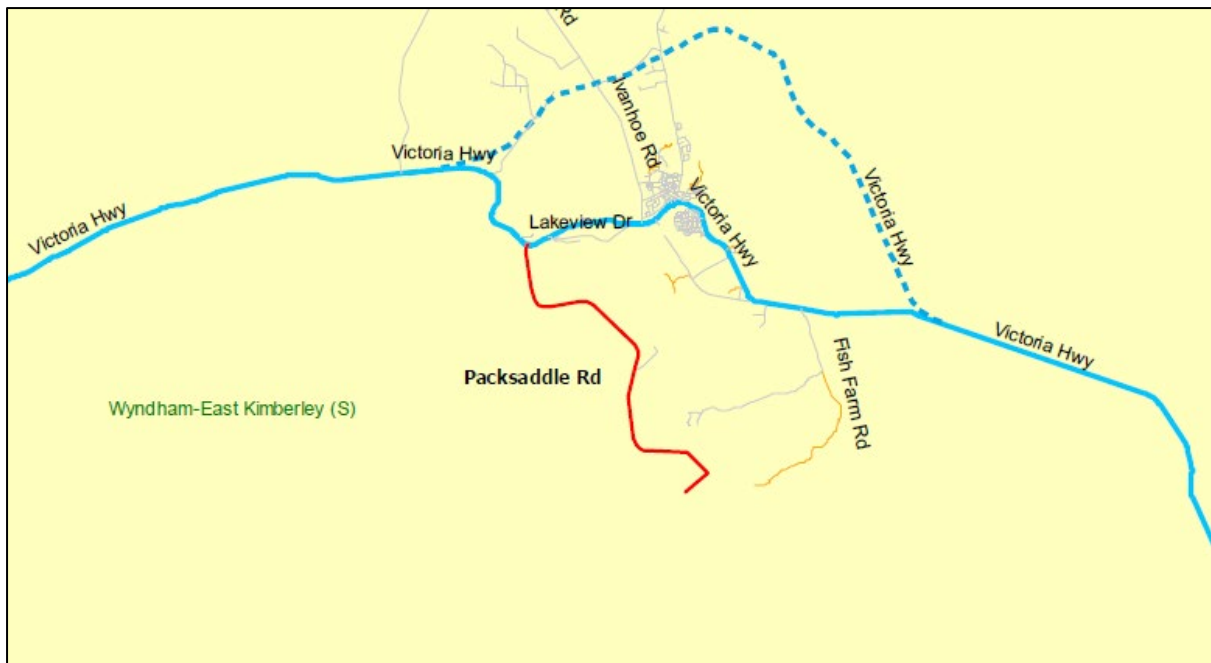 Rd
Ivanhoe Rd
Victoria Hwy
Victoria Hwy
Lakeview Dr
Victoria Hwy
Victoria Hwy
Victoria Hwy
Fish Farm Rd
Packsaddle Rd
Wyndham-East Kimberley (S)